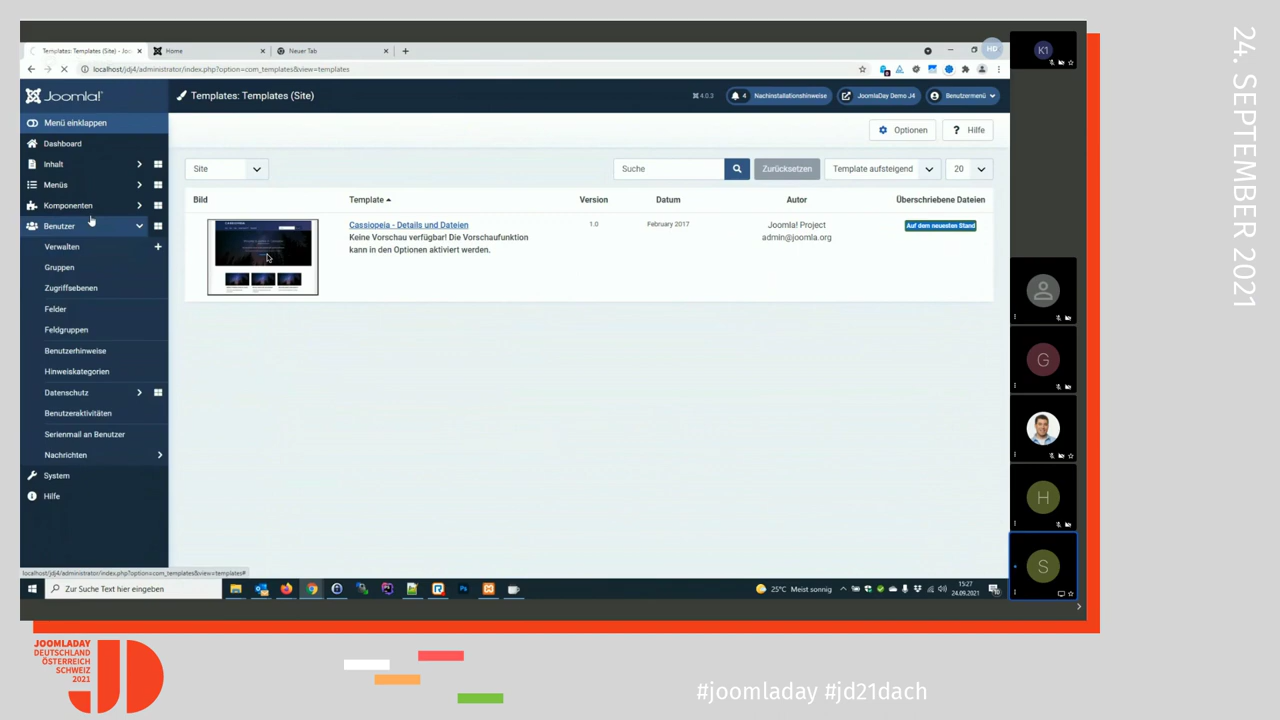 Templates: Templates (Site) - Joo
Home
Neuer Tab
HD
K1
localhost/jdj4/administrator/index.php?option=com_templates&view=templates
Joomla!
Templates: Templates (Site)
4.0.3
4
Nachinstallationshinweise
JoomlaDay Demo J4
Benutzermenü
Menü einklappen
Optionen
Hilfe
Dashboard
Inhalt
Menüs
Komponenten
Benutzer
Verwalten
Gruppen
Zugriffsebenen
Felder
Feldgruppen
Benutzerhinweise
Hinweiskategorien
Datenschutz
Benutzeraktivitäten
Serienmail an Benutzer
Nachrichten
System
Hilfe
Site
Suche
Zurücksetzen
Template aufsteigend
20
Bild
Template
Version
Datum
Autor
Überschriebene Dateien
Cassiopeia - Details und Dateien
Keine Vorschau verfügbar! Die Vorschaufunktion
kann in den Optionen aktiviert werden.
1.0
February 2017
Joomla! Project
admin@joomla.org
Auf dem neuesten Stand
G
H
S
localhost/jdj4/administrator/index.php?option=com_templates&view=templates#
Zur Suche Text hier eingeben
25°C Meist sonnig
15:27
24.09.2021
24. SEPTEMBER 2021
JOOMLADAY
DEUTSCHLAND
ÖSTERREICH
SCHWEIZ
2021
#joomladay #jd21dach